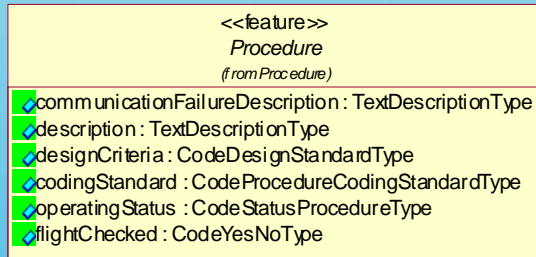 <<feature>>
Procedure
(from Procedure)
communicationFailureDescription : TextDescriptionType
description : TextDescriptionType
designCriteria : CodeDesignStandardType
codingStandard : CodeProcedureCodingStandardType
operatingStatus : CodeStatusProcedureType
flightChecked : CodeYesNoType